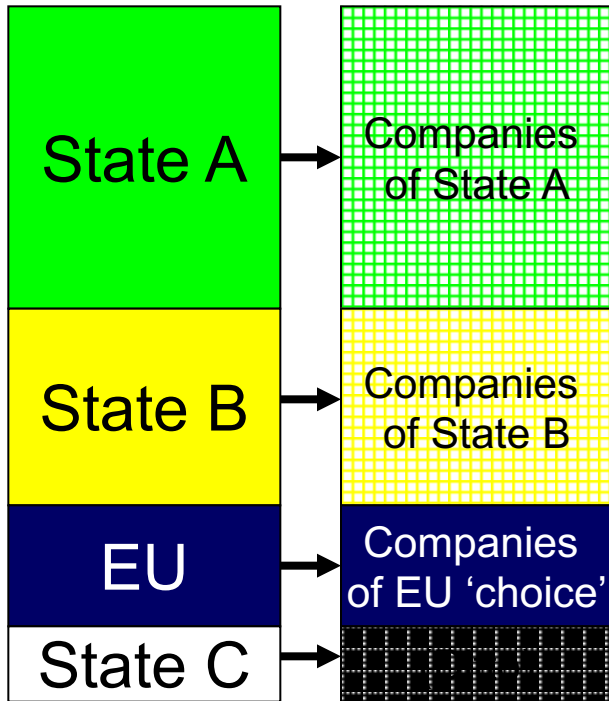 State A
Companies
of State A
State B
Companies
of State B
EU
Companies
of EU ‘choice’
State C